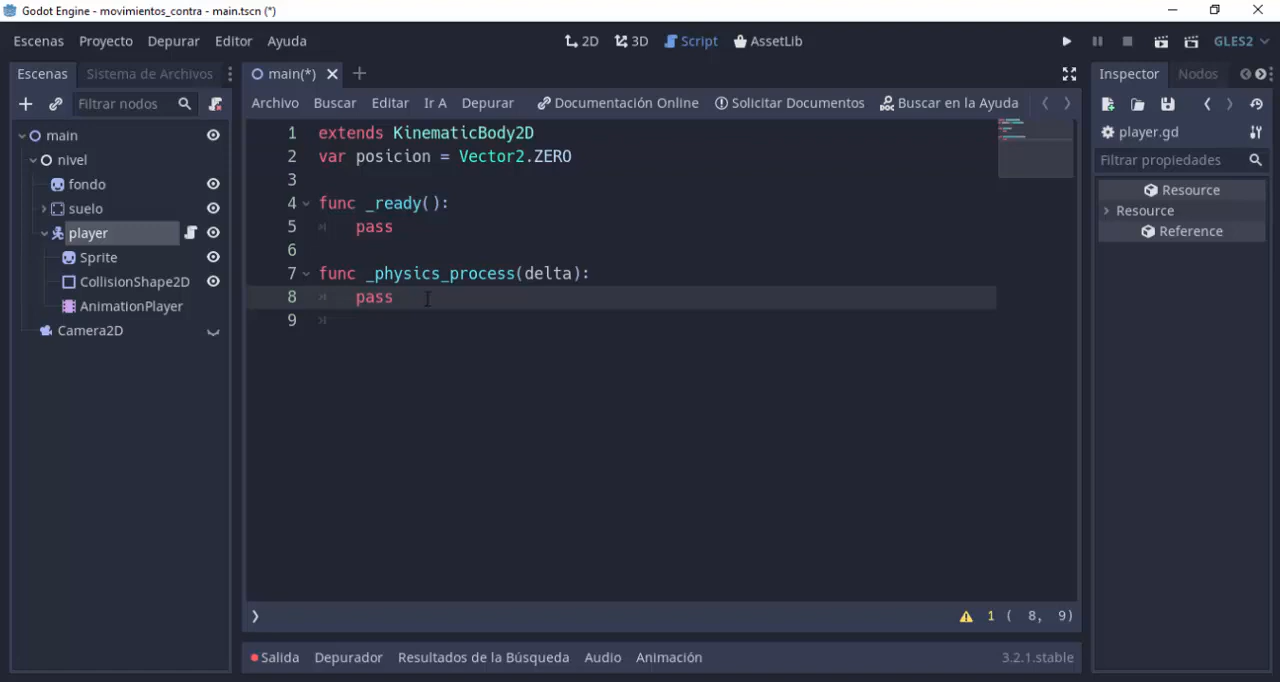 Godot Engine - movimientos_contra - main.tscn (*)
Escenas Proyecto Depurar Editor Ayuda 2D 3D Script AssetLib GLES2
Escenas Sistema de Archivos main(*) Inspector Nodos
Filtrar nodos Archivo Buscar Editar Ir A Depurar Documentación Online Solicitar Documentos Buscar en la Ayuda
main
nivel
fondo
suelo
player
Sprite
CollisionShape2D
AnimationPlayer
Camera2D
1 extends KinematicBody2D
2 var posicion = Vector2.ZERO
3
4 func _ready():
5 pass
6
7 func _physics_process(delta):
8 pass
9
1 ( 8, 9)
Salida Depurador Resultados de la Búsqueda Audio Animación 3.2.1.stable
player.gd
Filtrar propiedades
Resource
Resource
Reference